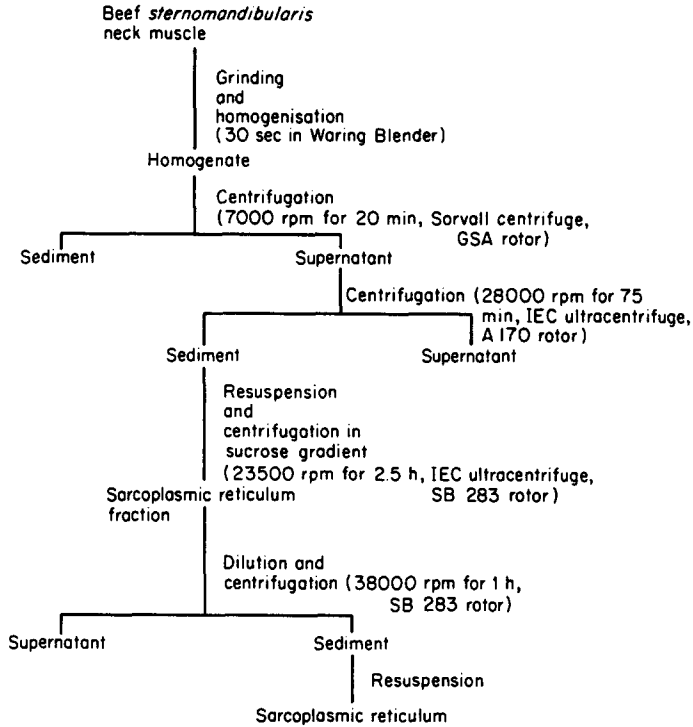 Beef sternomandibularis
neck muscle
Grinding
and
homogenisation
(30 sec in Waring Blender)
Homogenate
Centrifugation
(7000 rpm for 20 min, Sorvall centrifuge,
GSA rotor)
Sediment
Supernatant
Centrifugation (28000 rpm for 75
min, IEC ultracentrifuge,
A 170 rotor)
Sediment
Supernatant
Resuspension
and
centrifugation in
sucrose gradient
(23500 rpm for 2.5 h, IEC ultracentrifuge,
SB 283 rotor)
Sarcoplasmic reticulum
fraction
Dilution and
centrifugation (38000 rpm for 1 h,
SB 283 rotor)
Supernatant
Sediment
Resuspension
Sarcoplasmic reticulum